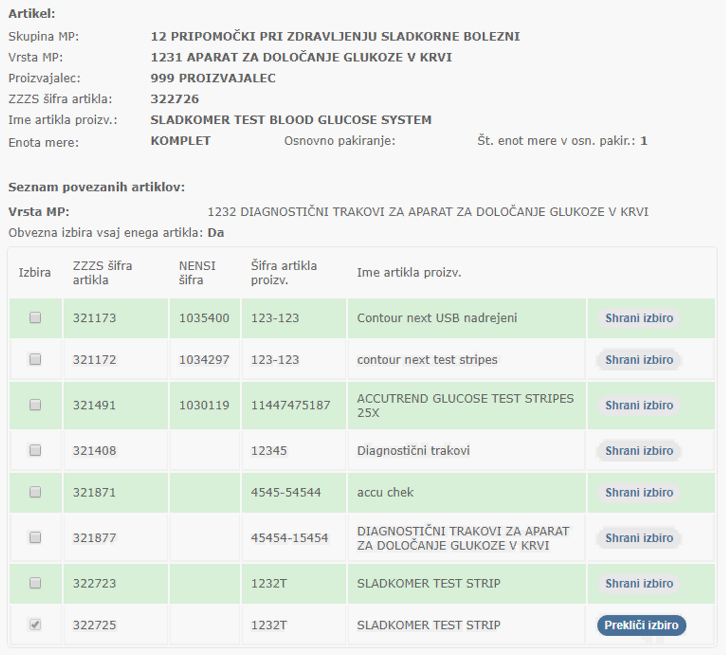 Artikel:
Skupina MP: 12 PRIPOMOČKI PRI ZDRAVLJENJU SLADKORNE BOLEZNI
Vrsta MP: 1231 APARAT ZA DOLOČANJE GLUKOZE V KRVI
Proizvajalec: 999 PROIZVAJALEC
ZZZS šifra artikla: 322726
Ime artikla proizv.: SLADKOMER TEST BLOOD GLUCOSE SYSTEM
Enota mere: KOMPLET Osnovno pakiranje: Št. enot mere v osn. pakir.: 1
Seznam povezanih artiklov:
Vrsta MP: 1232 DIAGNOSTIČNI TRAKOVI ZA APARAT ZA DOLOČANJE GLUKOZE V KRVI
Obvezna izbira vsaj enega artikla: Da
Izbira ZZZS šifra artikla NENSI šifra Šifra artikla proizv. Ime artikla proizv.
321173 1035400 123-123 Contour next USB nadrejeni Shrani izbiro
321172 1034297 123-123 contour next test stripes Shrani izbiro
321491 1030119 11447475187 ACCUTREND GLUCOSE TEST STRIPES 25X Shrani izbiro
321408 12345 Diagnostični trakovi Shrani izbiro
321871 4545-54544 accu chek Shrani izbiro
321877 45454-15454 DIAGNOSTIČNI TRAKOVI ZA APARAT ZA DOLOČANJE GLUKOZE V KRVI Shrani izbiro
322723 1232T SLADKOMER TEST STRIP Shrani izbiro
322725 1232T SLADKOMER TEST STRIP Prekliči izbiro